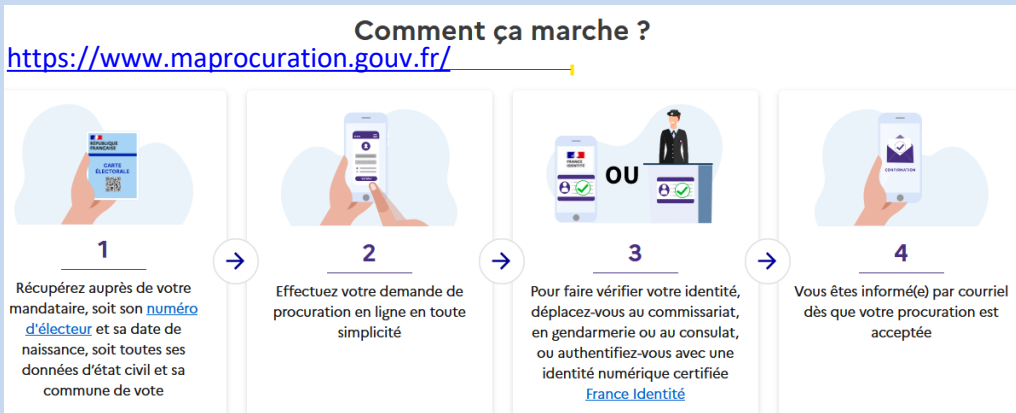 Comment ça marche ?
https://www.maprocuration.gouv.fr/
RÉPUBLIQUE
FRANÇAISE
CARTE
ÉLECTORALE
FRANCE
IDENTITÉ
OU
CONFIRMATION
1
Récupérez auprès de votre
mandataire, soit son numéro
d'électeur et sa date de
naissance, soit toutes ses
données d'état civil et sa
commune de vote
2
Effectuez votre demande de
procuration en ligne en toute
simplicité
3
Pour faire vérifier votre identité,
déplacez-vous au commissariat,
en gendarmerie ou au consulat,
ou authentifiez-vous avec une
identité numérique certifiée
France Identité
4
Vous êtes informé(e) par courriel
dès que votre procuration est
acceptée